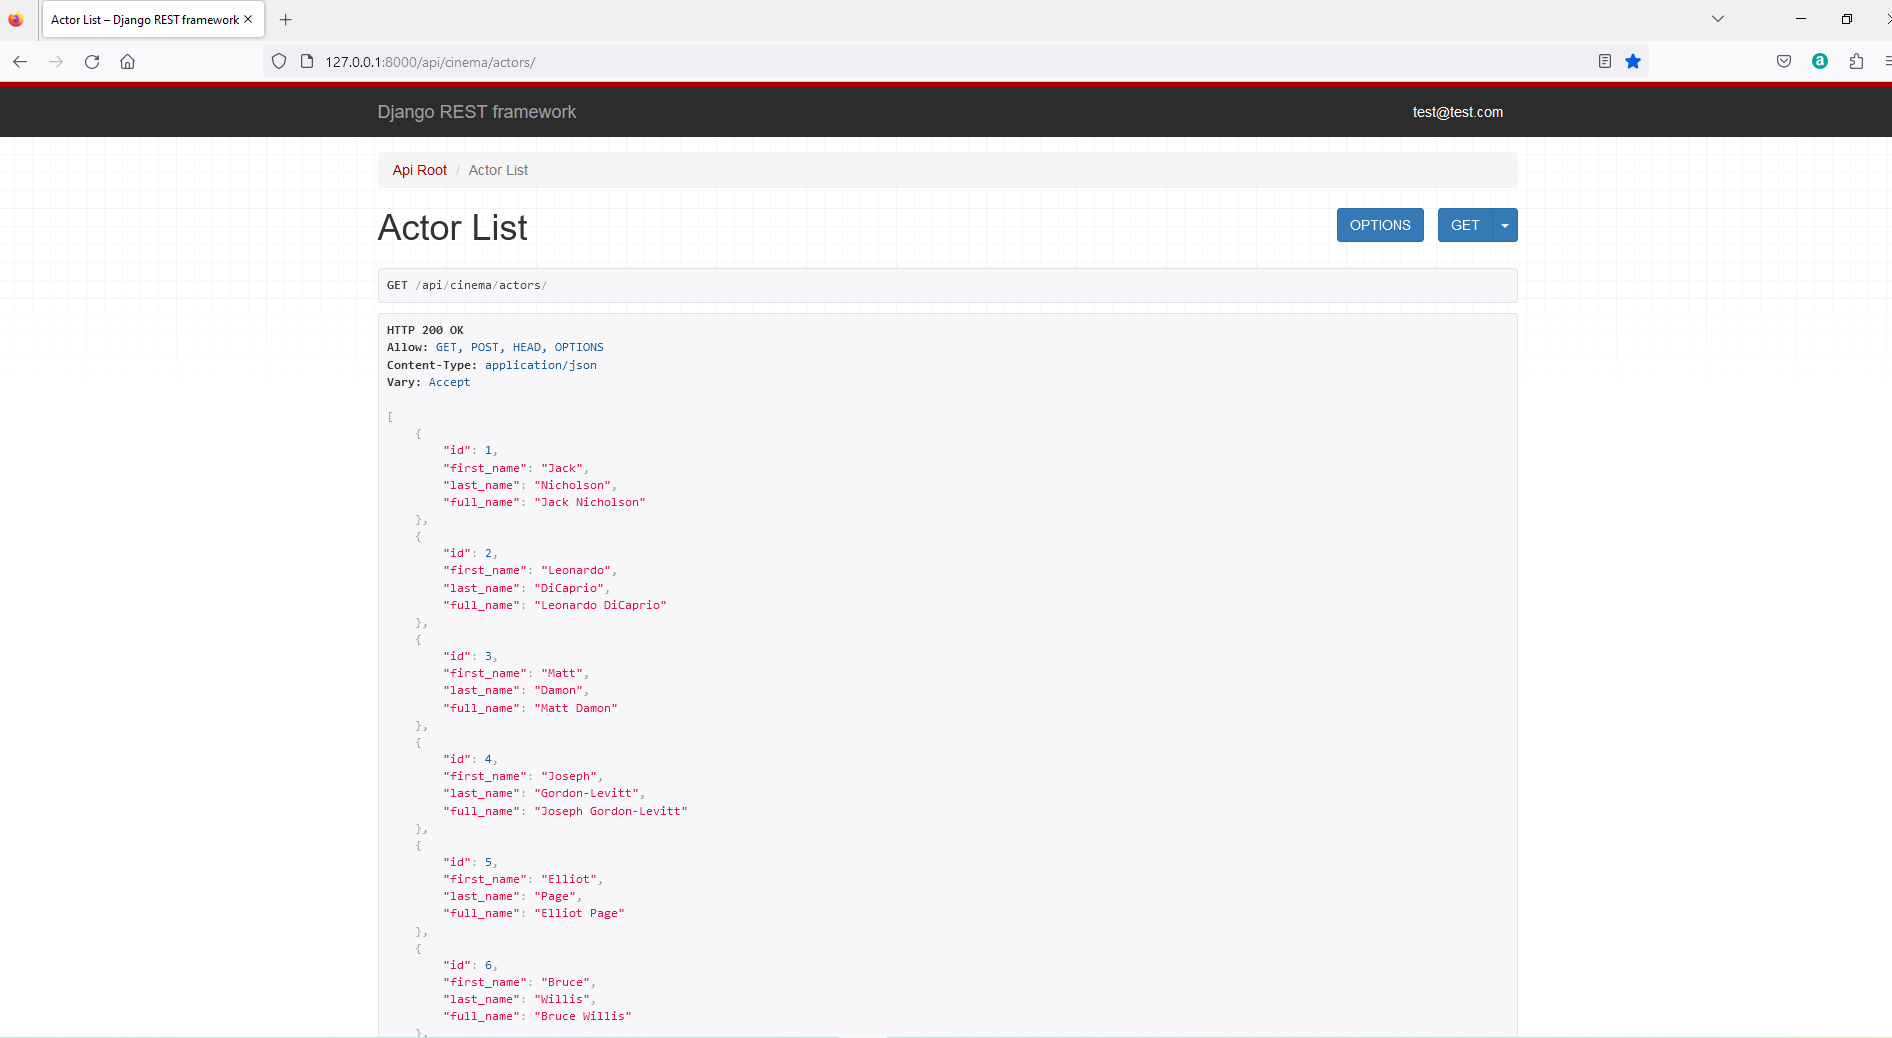 Actor List – Django REST framework
127.0.0.1:8000/api/cinema/actors/
Django REST framework
test@test.com
Api Root / Actor List
Actor List
OPTIONS
GET
GET /api/cinema/actors/
HTTP 200 OK
Allow: GET, POST, HEAD, OPTIONS
Content-Type: application/json
Vary: Accept
[
{
"id": 1,
"first_name": "Jack",
"last_name": "Nicholson",
"full_name": "Jack Nicholson"
},
{
"id": 2,
"first_name": "Leonardo",
"last_name": "DiCaprio",
"full_name": "Leonardo DiCaprio"
},
{
"id": 3,
"first_name": "Matt",
"last_name": "Damon",
"full_name": "Matt Damon"
},
{
"id": 4,
"first_name": "Joseph",
"last_name": "Gordon-Levitt",
"full_name": "Joseph Gordon-Levitt"
},
{
"id": 5,
"first_name": "Elliot",
"last_name": "Page",
"full_name": "Elliot Page"
},
{
"id": 6,
"first_name": "Bruce",
"last_name": "Willis",
"full_name": "Bruce Willis"
},